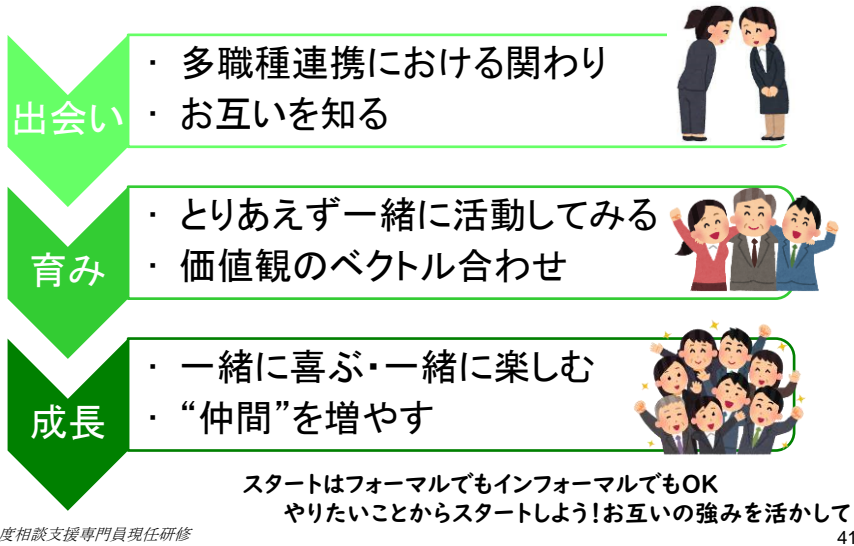 出会い
・ 多職種連携における関わり
・ お互いを知る
育み
・ とりあえず一緒に活動してみる
・ 価値観のベクトル合わせ
成長
・ 一緒に喜ぶ・一緒に楽しむ
・ “仲間”を増やす
スタートはフォーマルでもインフォーマルでもOK
やりたいことからスタートしよう！お互いの強みを活かして
度相談支援専門員現任研修
41